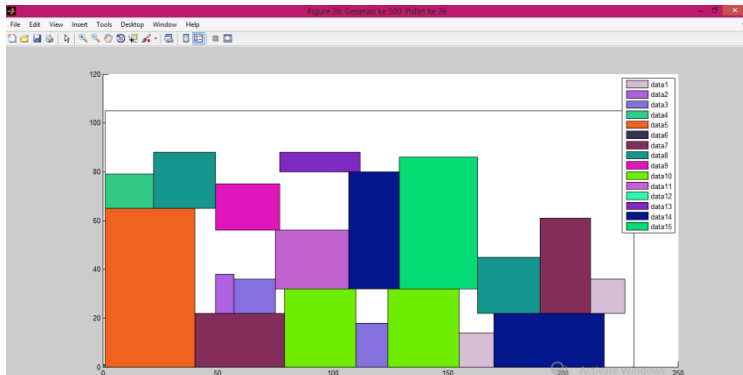 Figure 26: Generasi ke 500 Pallet ke 26
File Edit View Insert Tools Desktop Window Help
120
100
80
60
40
20
0
0 50 100 150 200 250
data1
data2
data3
data4
data5
data6
data7
data8
data9
data10
data11
data12
data13
data14
data15
Activate Windows